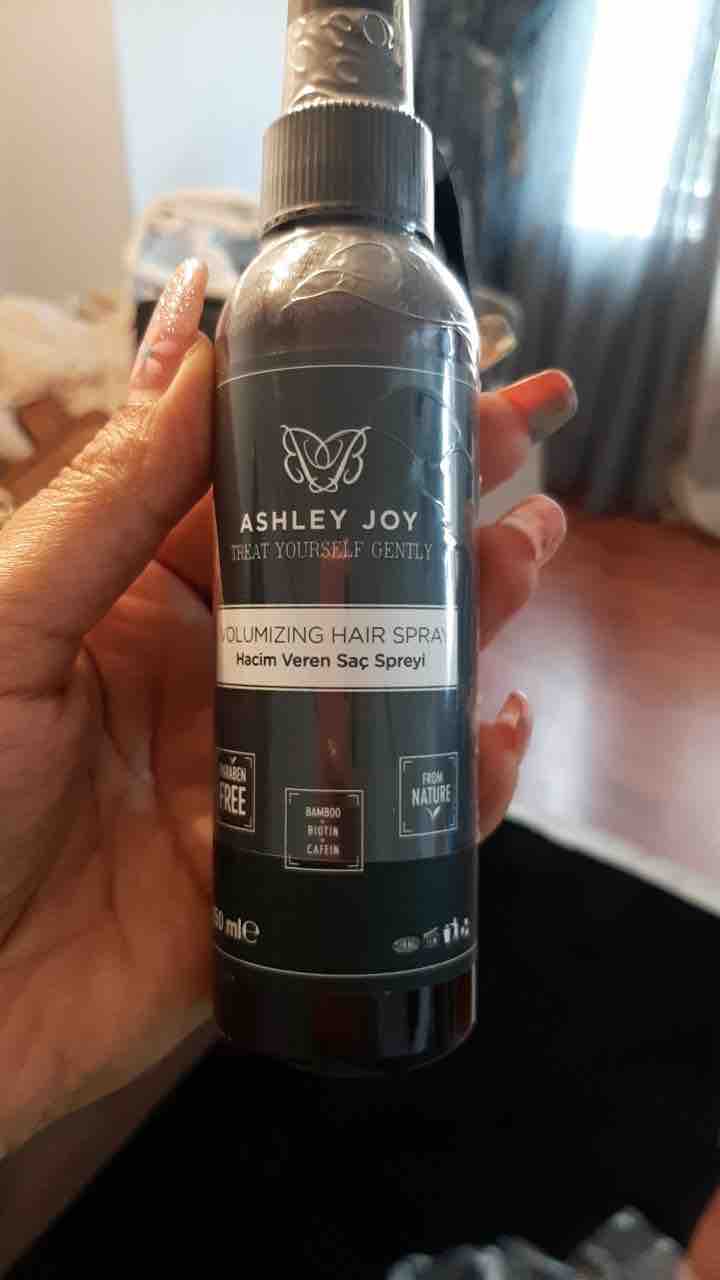 ASHLEY JOY
TREAT YOURSELF GENTLY
VOLUMIZING HAIR SPRAY
Hacim Veren Saç Spreyi
FREE
FROM
NATURE
BAMBOO
+
BIOTIN
+
CAFEIN
50 ml e